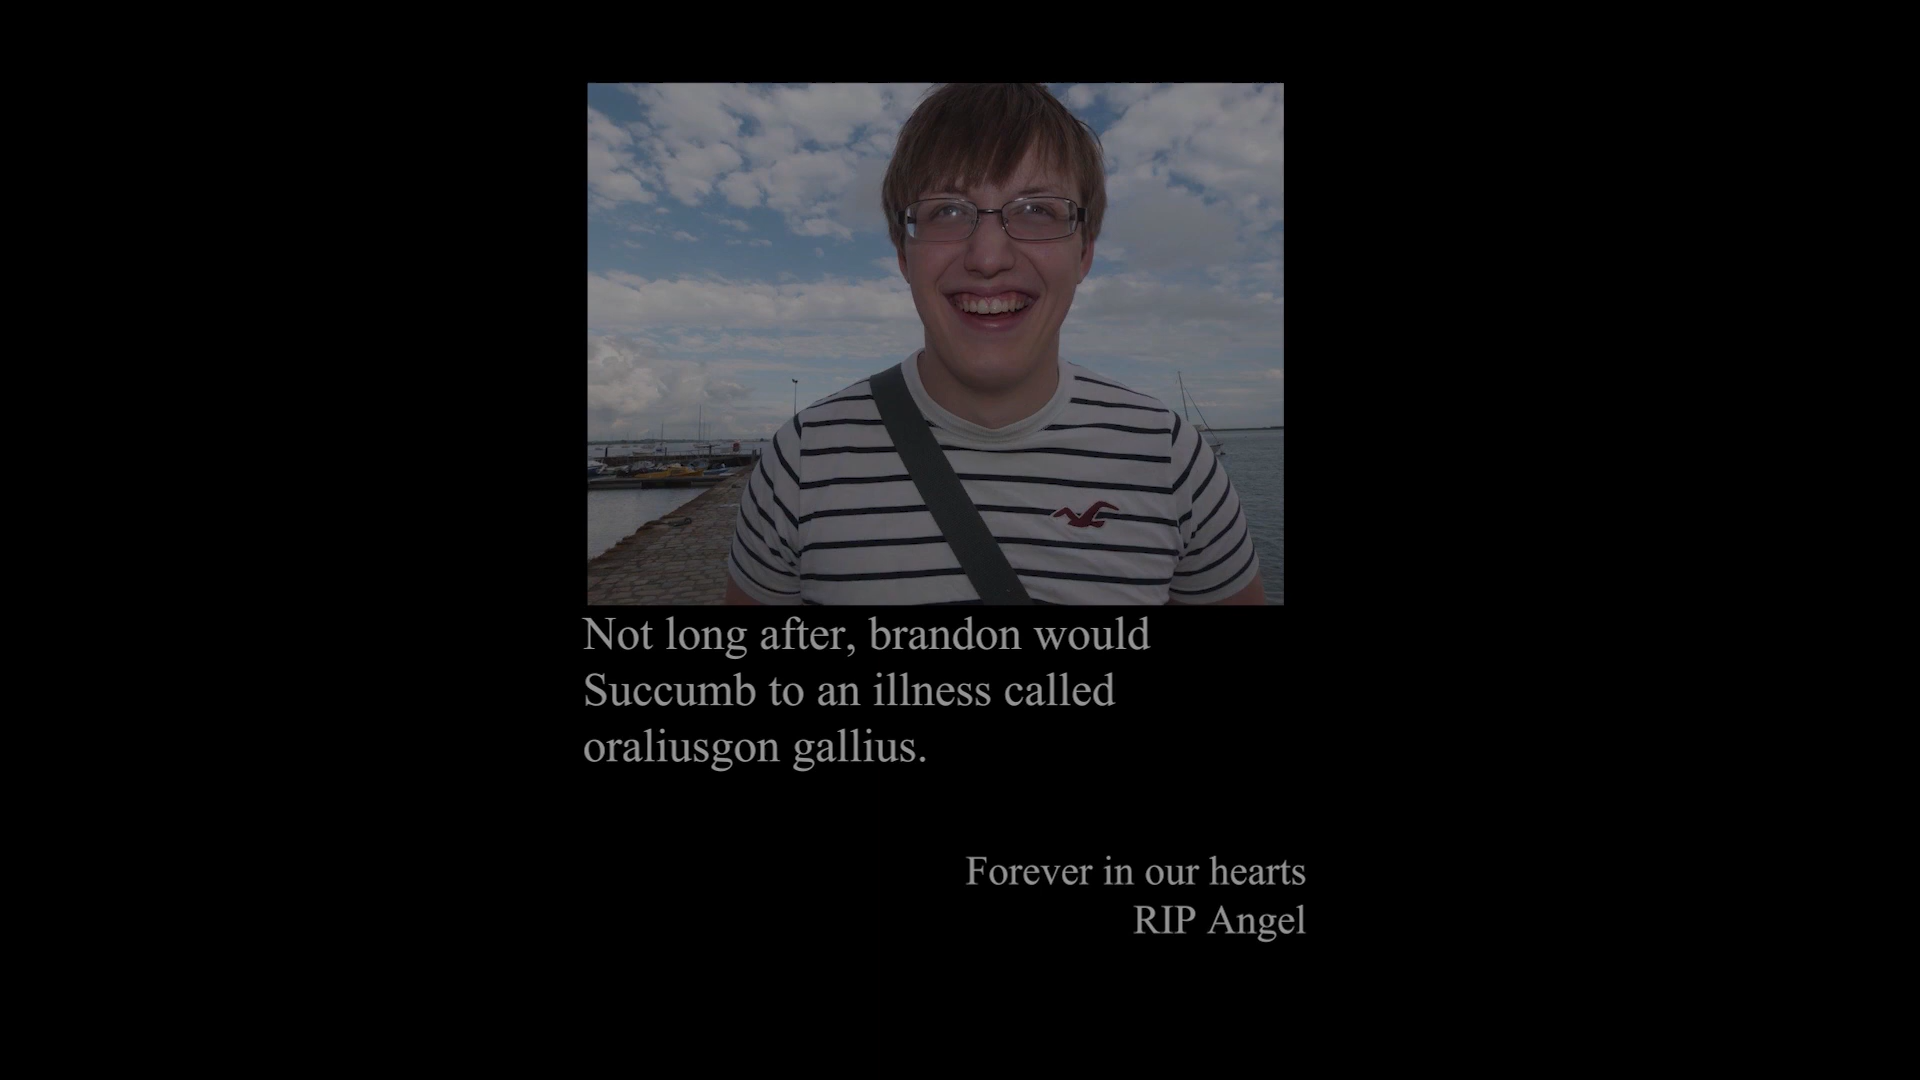 Not long after, brandon would
Succumb to an illness called
oraliusgon gallius.
Forever in our hearts
RIP Angel